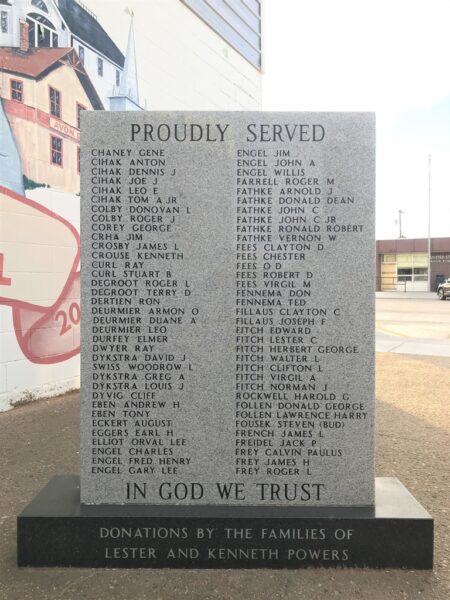 PROUDLY SERVED
CHANEY GENE
CIHAK ANTON
CIHAK DENNIS J
CIHAK JOE J
CIHAK LEO E
CIHAK TOM A JR
COLBY DONOVAN L
COLBY ROGER J
COREY GEORGE
CRHA JIM
CROSBY JAMES L
CROUSE KENNETH
CURL RAY
CURL STUART B
DEGROOT ROGER L
DEGROOT TERRY D
DERTIEN RON
DEURMIER ARMON O
DEURMIER DUANE A
DEURMIER LEO
DURFEY ELMER
DWYER RAY
DYKSTRA DAVID J
SWISS WOODROW L
DYKSTRA GREG A
DYKSTRA LOUIS J
DYVIG CLIFF
EBEN ANDREW H
EBEN TONY
ECKERT AUGUST
EGGERS EARL H
ELLIOT ORVAL LEE
ENGEL CHARLES
ENGEL FRED HENRY
ENGEL GARY LEE
ENGEL JIM
ENGEL JOHN A
ENGEL WILLIS
FARRELL ROGER M
FATHKE ARNOLD J
FATHKE DONALD DEAN
FATHKE JOHN C
FATHKE JOHN C JR
FATHKE RONALD ROBERT
FATHKE VERNON W
FEES CLAYTON D
FEES CHESTER
FEES O D
FEES ROBERT D
FEES VIRGIL M
FENNEMA DON
FENNEMA TED
FILLAUS CLAYTON C
FILLAUS JOSEPH F
FITCH EDWARD
FITCH LESTER C
FITCH HERBERT GEORGE
FITCH WALTER L
FITCH CLIFTON L
FITCH VIRGIL A
FITCH NORMAN J
ROCKWELL HAROLD G
FOLLEN DONALD GEORGE
FOLLEN LAWRENCE HARRY
FOUSEK STEVEN (BUD)
FRENCH JAMES L
FREIDEL JACK P
FREY CALVIN PAULUS
FREY JAMES H
FREY ROGER L
IN GOD WE TRUST
DONATIONS BY THE FAMILIES OF
LESTER AND KENNETH POWERS